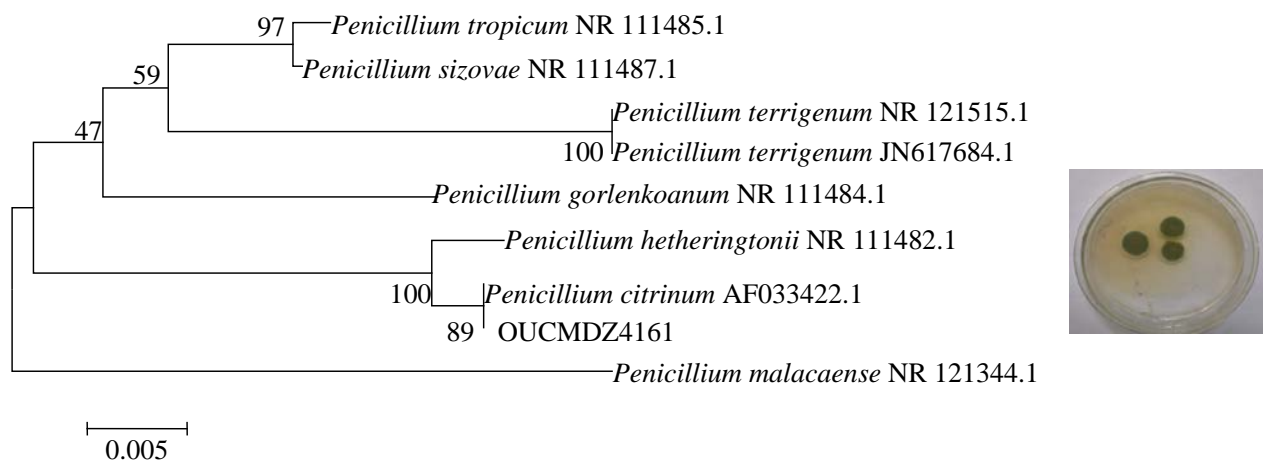 97 Penicillium tropicum NR 111485.1
Penicillium sizovae NR 111487.1
59
Penicillium terrigenum NR 121515.1
47
100 Penicillium terrigenum JN617684.1
Penicillium gorlenkoanum NR 111484.1
Penicillium hetheringtonii NR 111482.1
100 Penicillium citrinum AF033422.1
89 OUCMDZ4161
Penicillium malacaense NR 121344.1
0.005